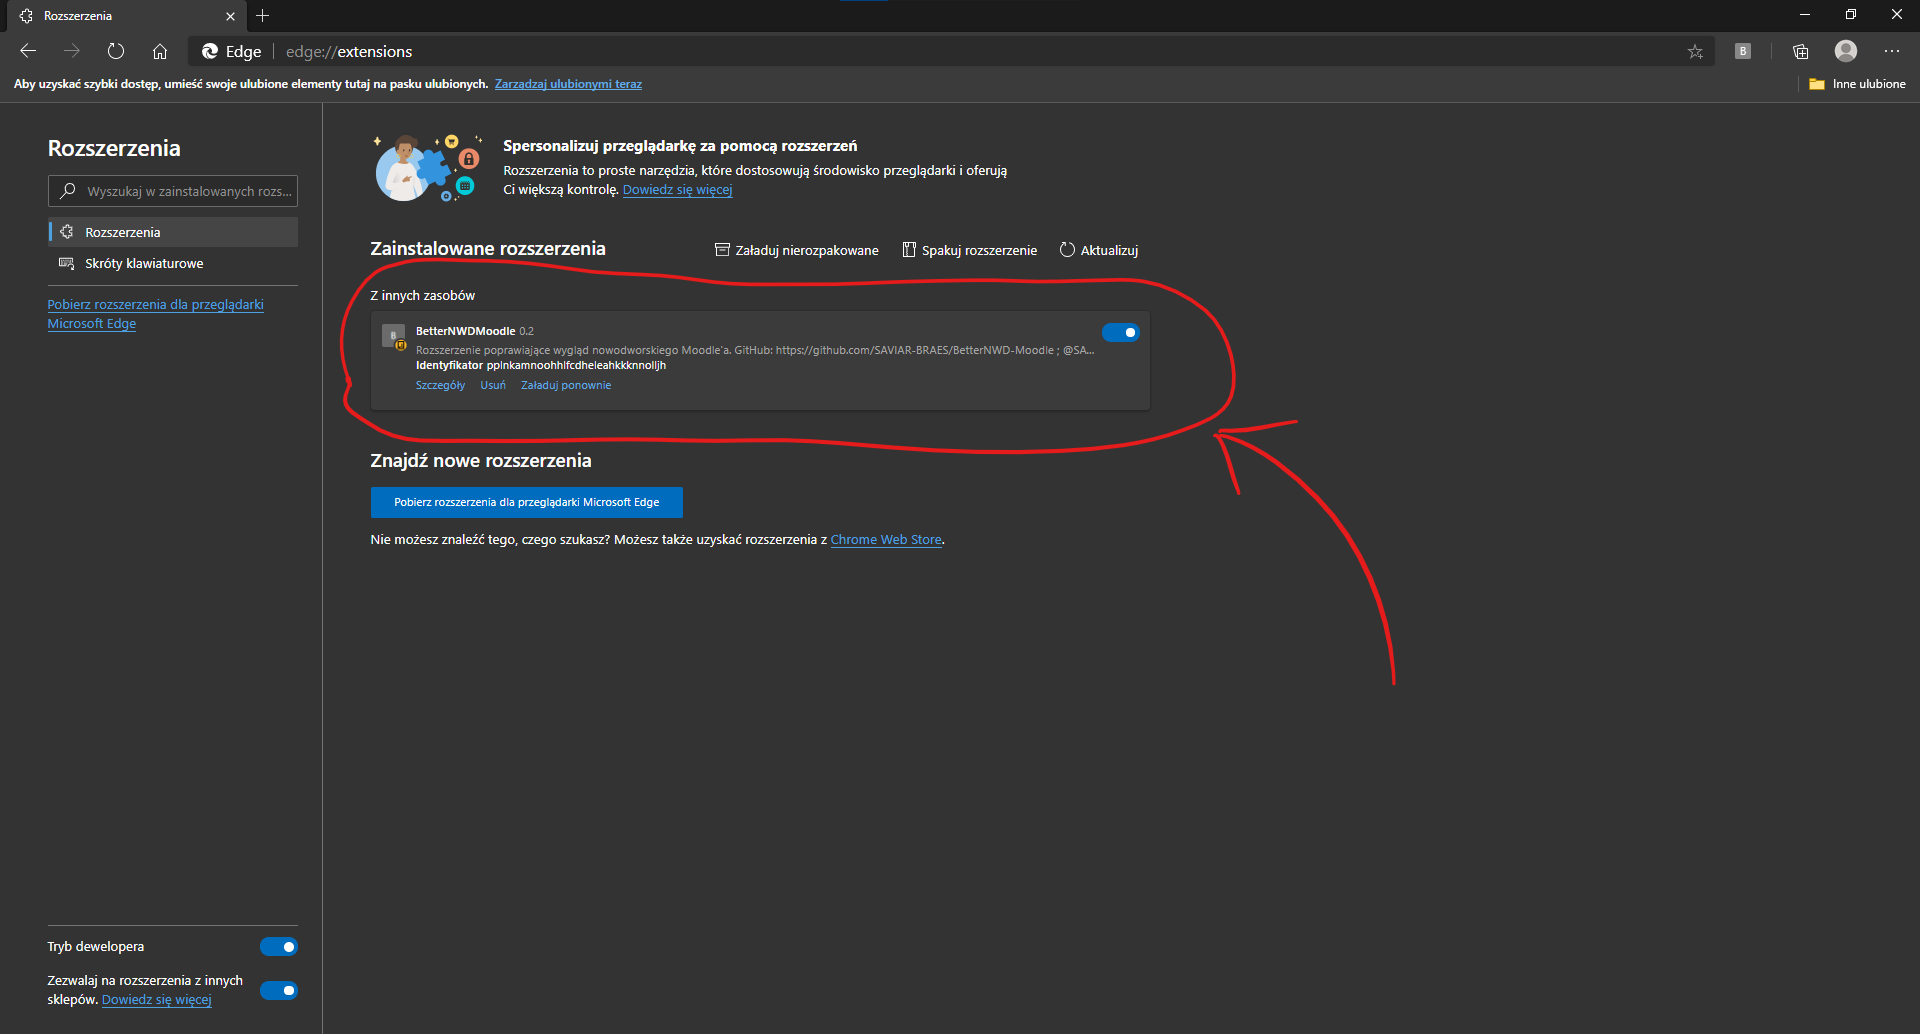 Rozszerzenia
Edge
edge://extensions
B
Aby uzyskać szybki dostęp, umieść swoje ulubione elementy tutaj na pasku ulubionych. Zarządzaj ulubionymi teraz
Inne ulubione
Rozszerzenia
Wyszukaj w zainstalowanych rozs...
Rozszerzenia
Skróty klawiaturowe
Pobierz rozszerzenia dla przeglądarki
Microsoft Edge
Spersonalizuj przeglądarkę za pomocą rozszerzeń
Rozszerzenia to proste narzędzia, które dostosowują środowisko przeglądarki i oferują
Ci większą kontrolę. Dowiedz się więcej
Zainstalowane rozszerzenia
Załaduj nierozpakowane
Spakuj rozszerzenie
Aktualizuj
Z innych zasobów
B
BetterNWDMoodle 0.2
Rozszerzenie poprawiające wygląd nowodworskiego Moodle'a. GitHub: https://github.com/SAVIAR-BRAES/BetterNWD-Moodle ; @SA...
Identyfikator
Szczegóły Usuń Załaduj ponownie
Znajdź nowe rozszerzenia
Pobierz rozszerzenia dla przeglądarki Microsoft Edge
Nie możesz znaleźć tego, czego szukasz? Możesz także uzyskać rozszerzenia z Chrome Web Store.
Tryb dewelopera
Zezwalaj na rozszerzenia z innych
sklepów. Dowiedz się więcej